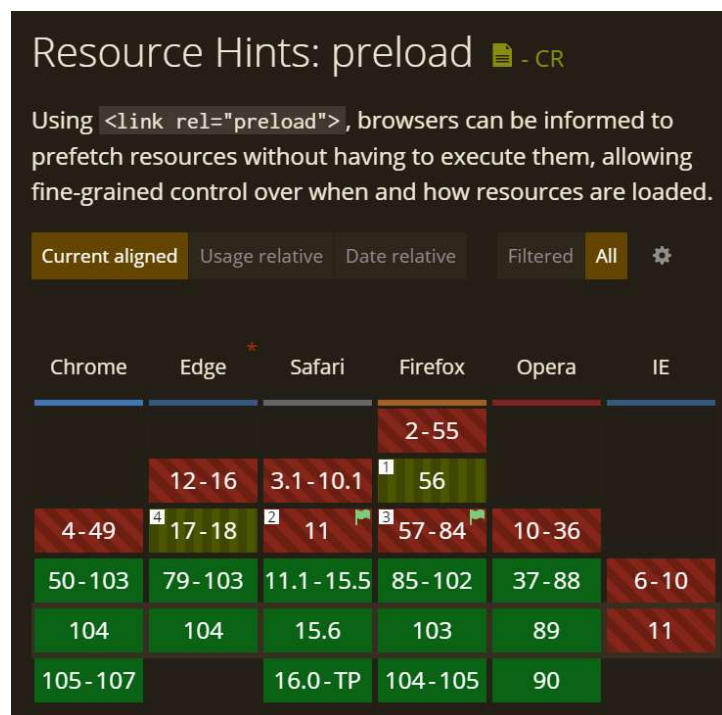 Resource Hints: preload - CR
Using <link rel="preload">, browsers can be informed to
prefetch resources without having to execute them, allowing
fine-grained control over when and how resources are loaded.
Current aligned Usage relative Date relative Filtered All
*
Chrome Edge Safari Firefox Opera IE
2-55
12-16 3.1-10.1 1 56
4-49 4 17-18 2 11 3 57-84 10-36
50-103 79-103 11.1-15.5 85-102 37-88 6-10
104 104 15.6 103 89 11
105-107 16.0-TP 104-105 90